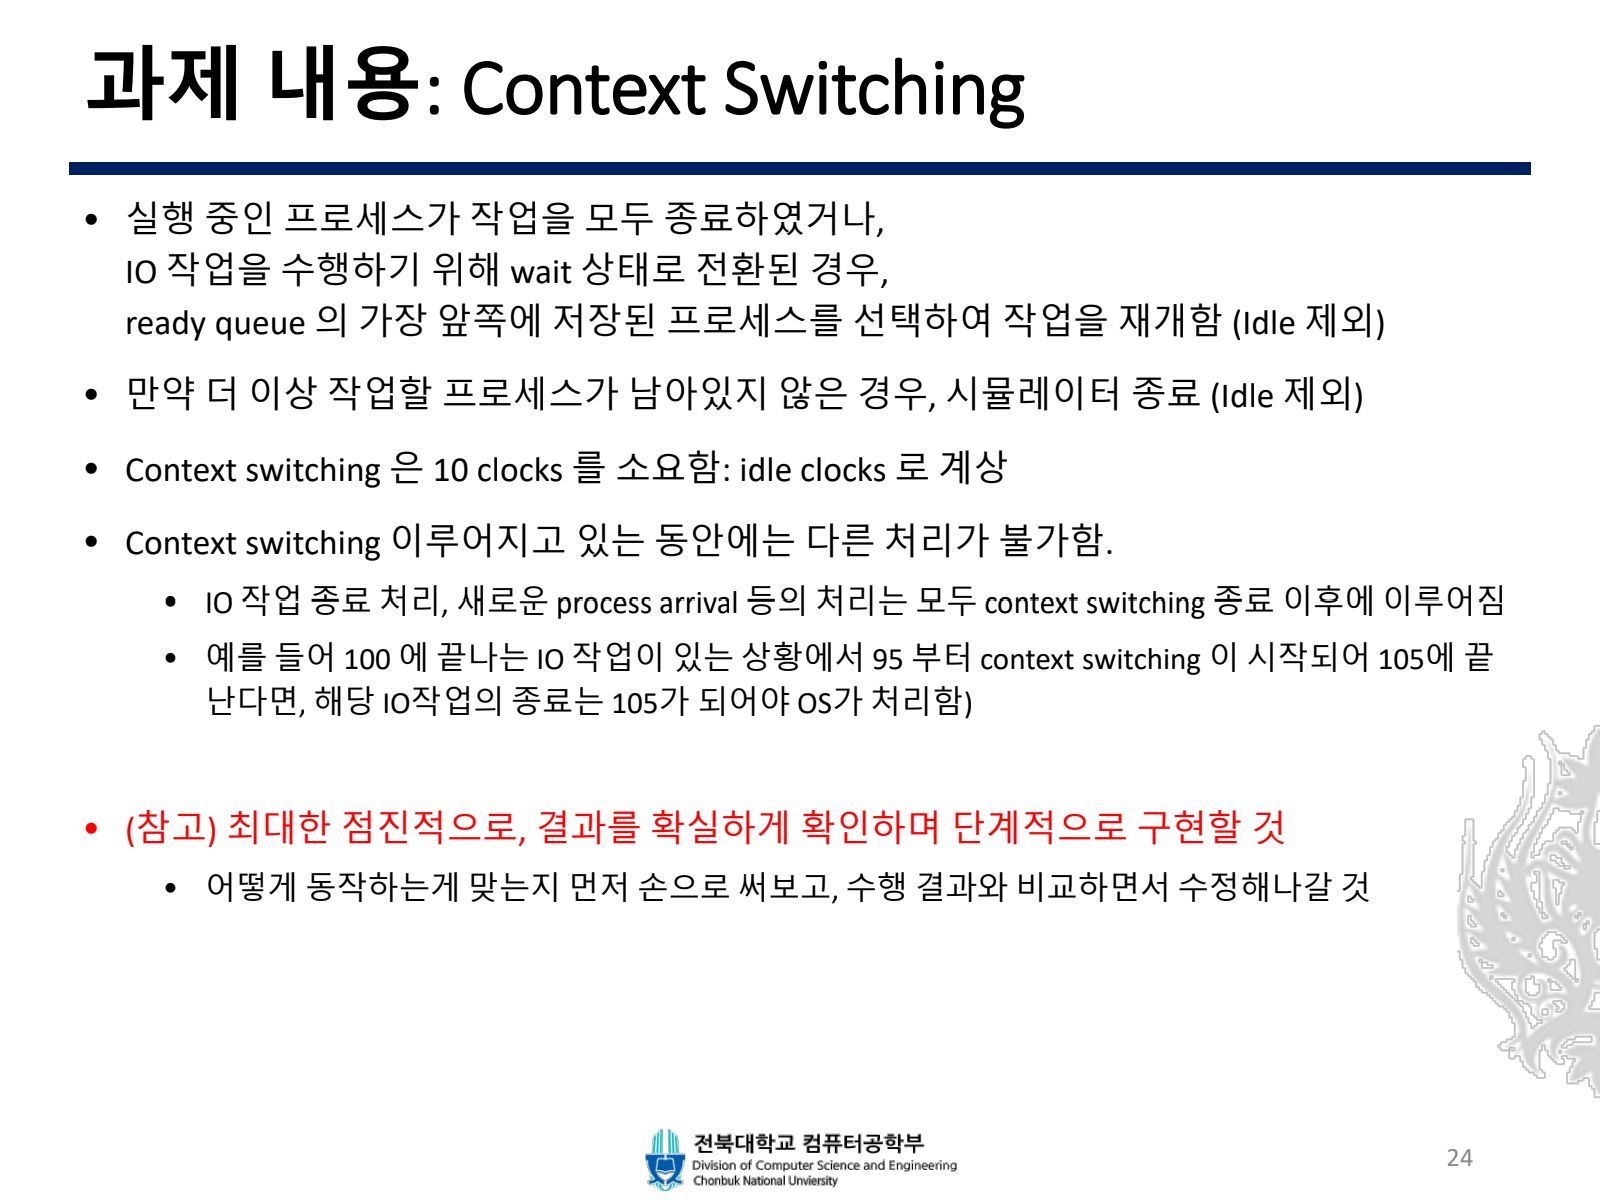 과제 내용: Context Switching
• 실행 중인 프로세스가 작업을 모두 종료하였거나,
IO 작업을 수행하기 위해 wait 상태로 전환된 경우,
ready queue 의 가장 앞쪽에 저장된 프로세스를 선택하여 작업을 재개함 (Idle 제외)
• 만약 더 이상 작업할 프로세스가 남아있지 않은 경우, 시뮬레이터 종료 (Idle 제외)
• Context switching 은 10 clocks 를 소요함: idle clocks 로 계상
• Context switching 이루어지고 있는 동안에는 다른 처리가 불가함.
• IO 작업 종료 처리, 새로운 process arrival 등의 처리는 모두 context switching 종료 이후에 이루어짐
• 예를 들어 100 에 끝나는 IO 작업이 있는 상황에서 95 부터 context switching 이 시작되어 105에 끝
난다면, 해당 IO작업의 종료는 105가 되어야 OS가 처리함)
• (참고) 최대한 점진적으로, 결과를 확실하게 확인하며 단계적으로 구현할 것
• 어떻게 동작하는게 맞는지 먼저 손으로 써보고, 수행 결과와 비교하면서 수정해나갈 것
전북대학교 컴퓨터공학부
Division of Computer Science and Engineering
Chonbuk National Unviersity
24